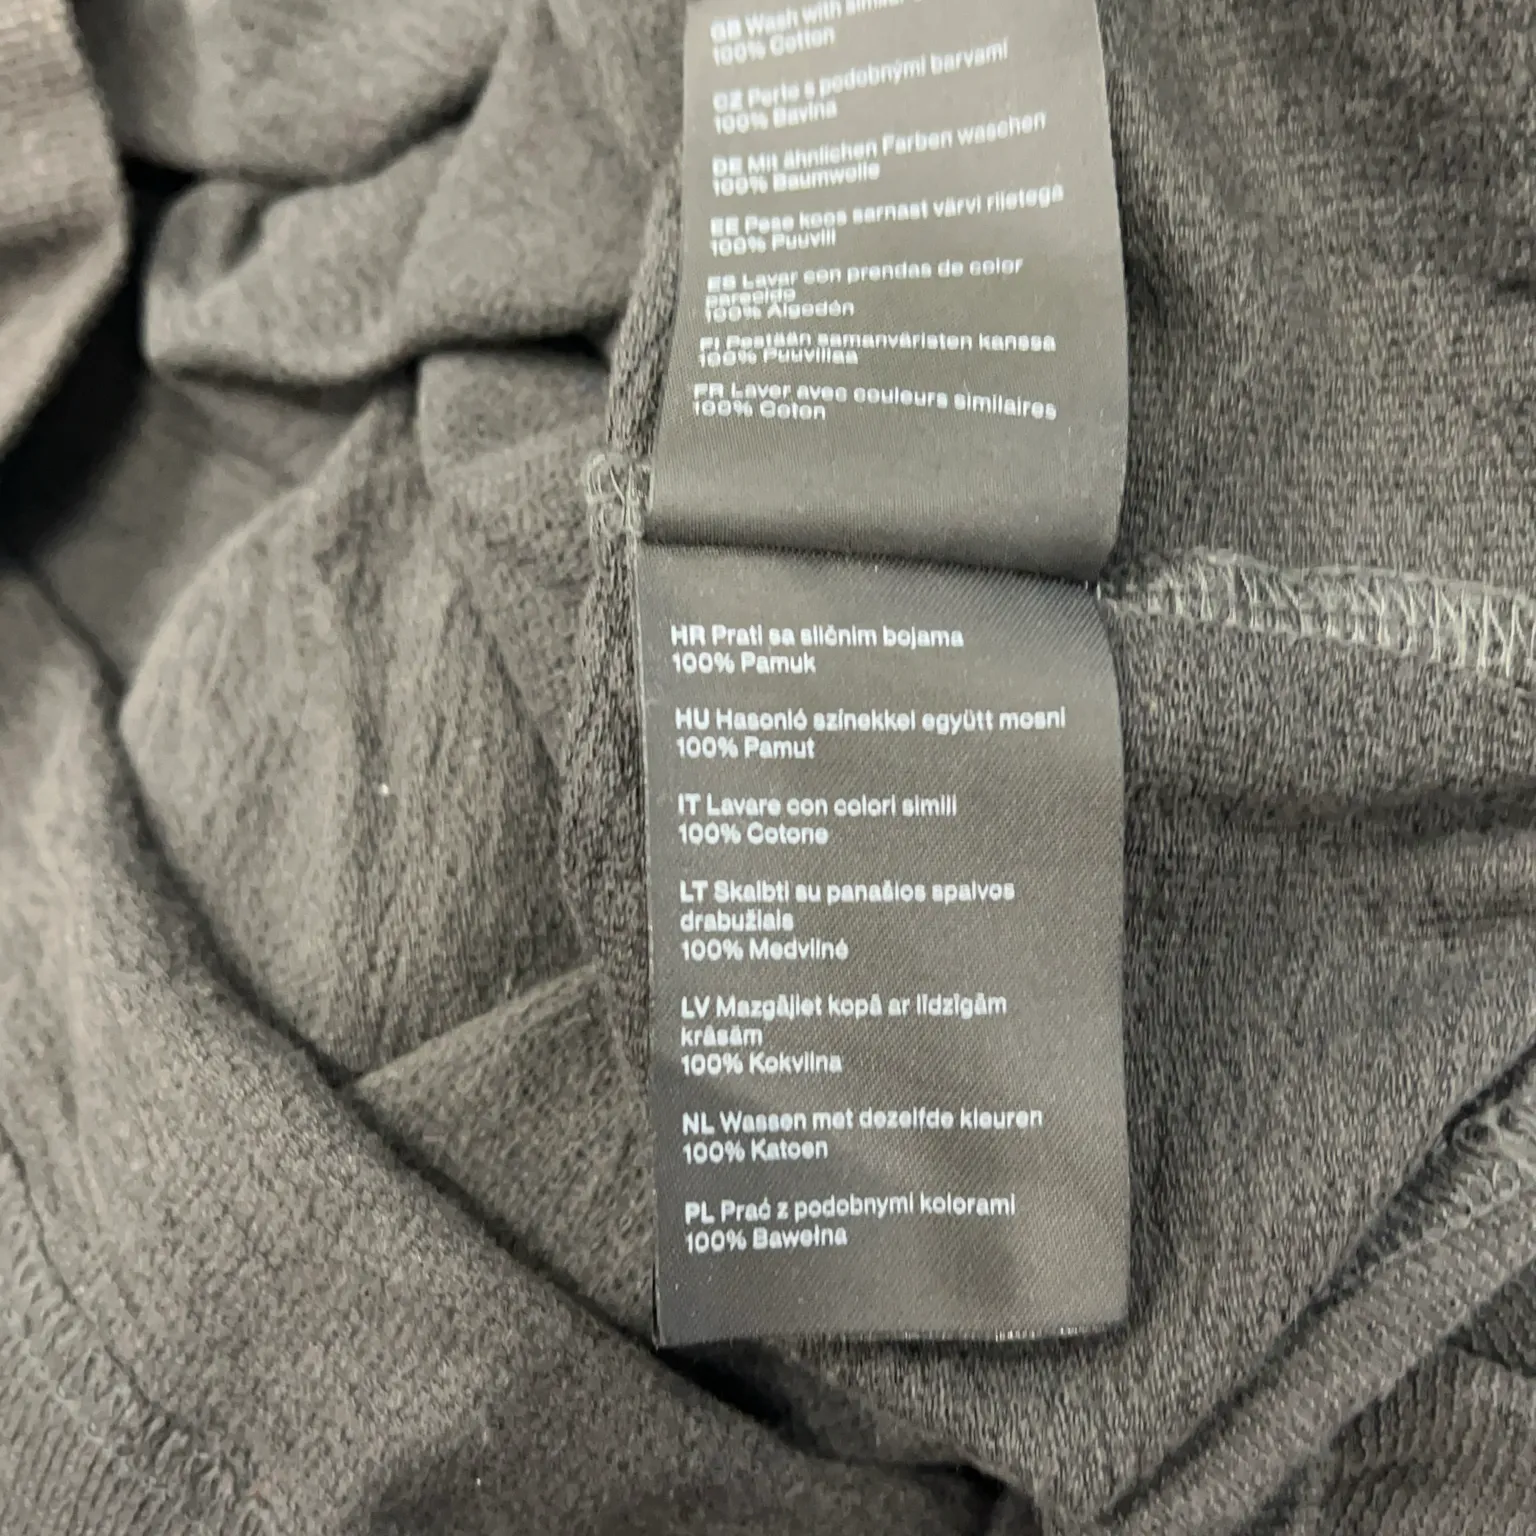 GB Wash with similar
100% Cotton
CZ Perte s podobnými barvami
100% Bavlna
DE Mit ähnlichen Farben waschen
100% Baumwolle
EE Pese koos sarnast värvi riietega
100% Puuvill
ES Lavar con prendas de color
parecido
100% Algodón
FI Pestään samanväristen kanssa
100% Puuvillaa
FR Laver avec couleurs similaires
100% Coton
HR Prati sa sličnim bojama
100% Pamuk
HU Hasonló színekkel együtt mosni
100% Pamut
IT Lavare con colori simili
100% Cotone
LT Skalbti su panašios spalvos
drabužiais
100% Medvilnė
LV Mazgājiet kopā ar līdzīgām
krāsām
100% Kokvilna
NL Wassen met dezelfde kleuren
100% Katoen
PL Prać z podobnymi kolorami
100% Bawełna